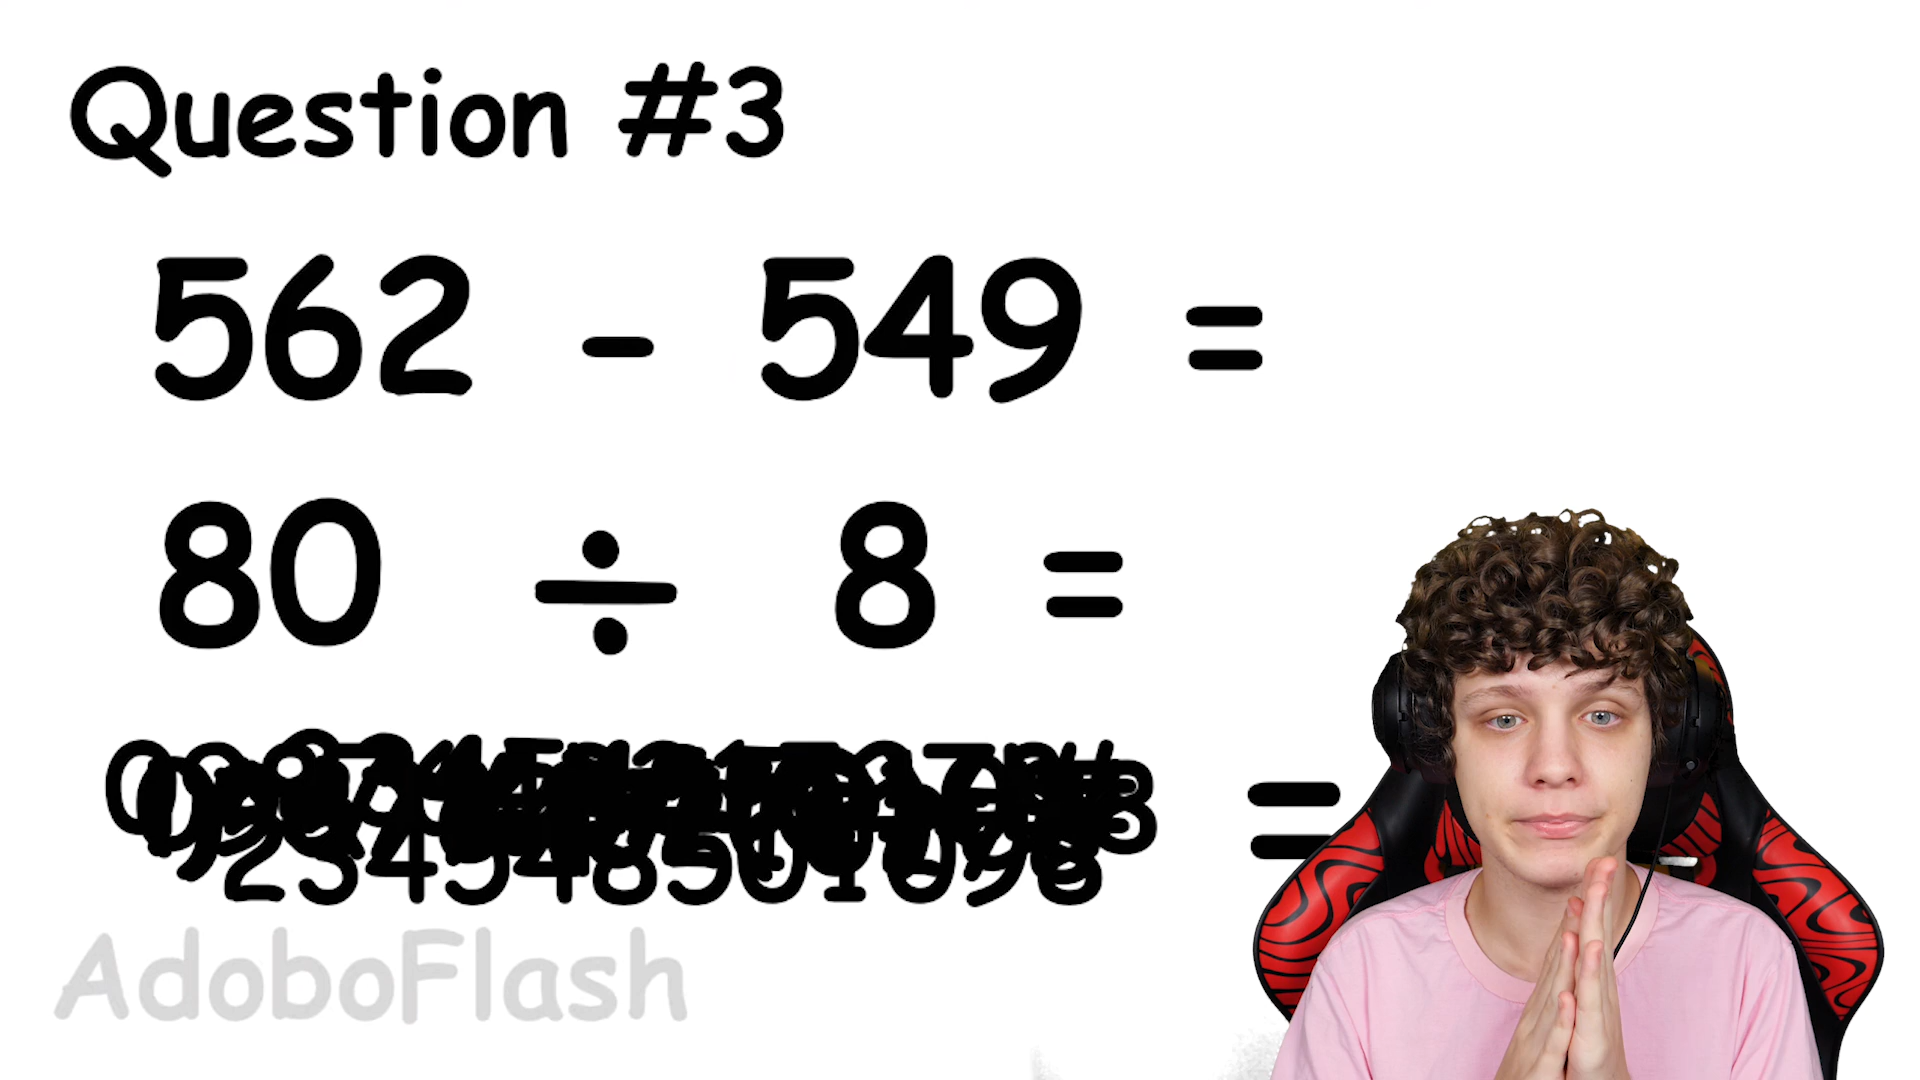 Question #3
562 - 549 =
80 ÷ 8 =
=
AdoboFlash